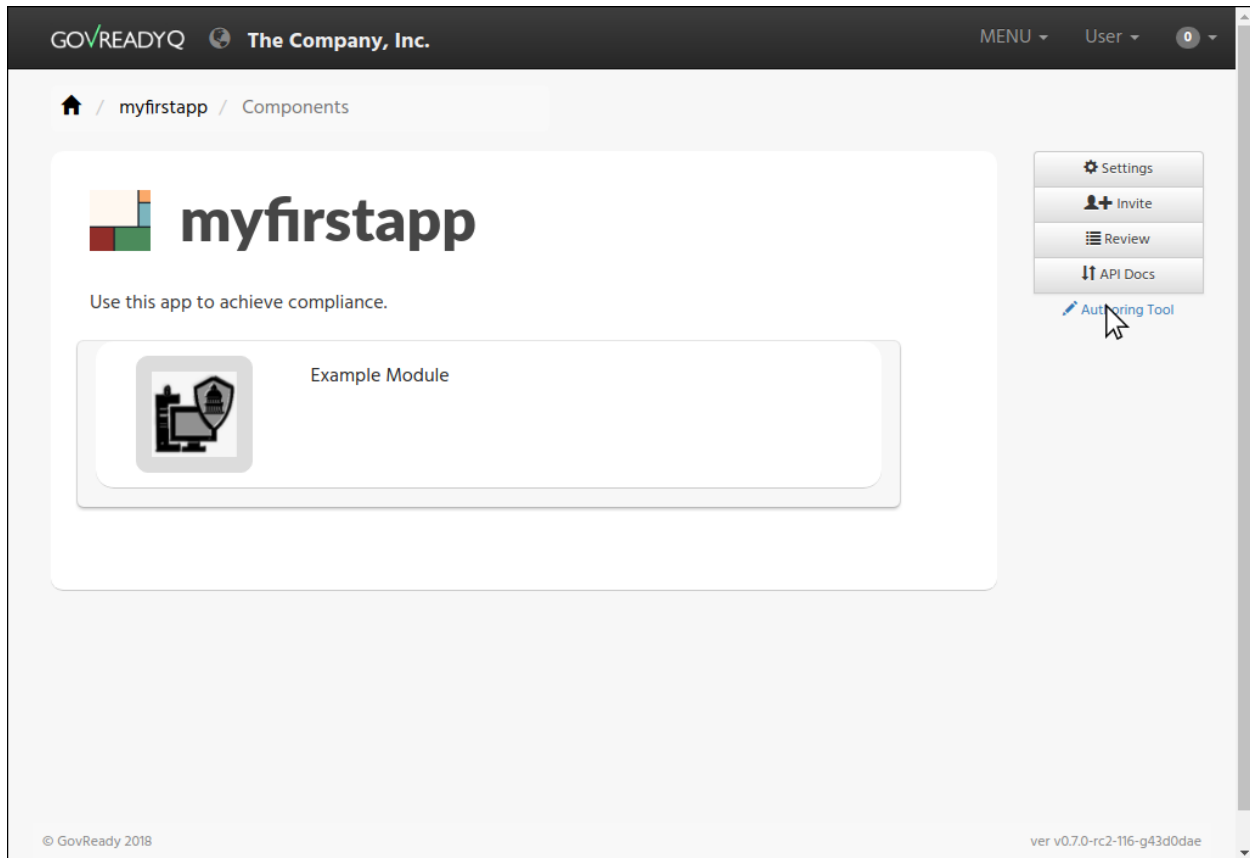 GOVREADYQ The Company, Inc. MENU User 0
/ myfirstapp / Components
myfirstapp
Use this app to achieve compliance.
Example Module
Settings
Invite
Review
API Docs
Authoring Tool
© GovReady 2018 ver v0.7.0-rc2-116-g43d0dae